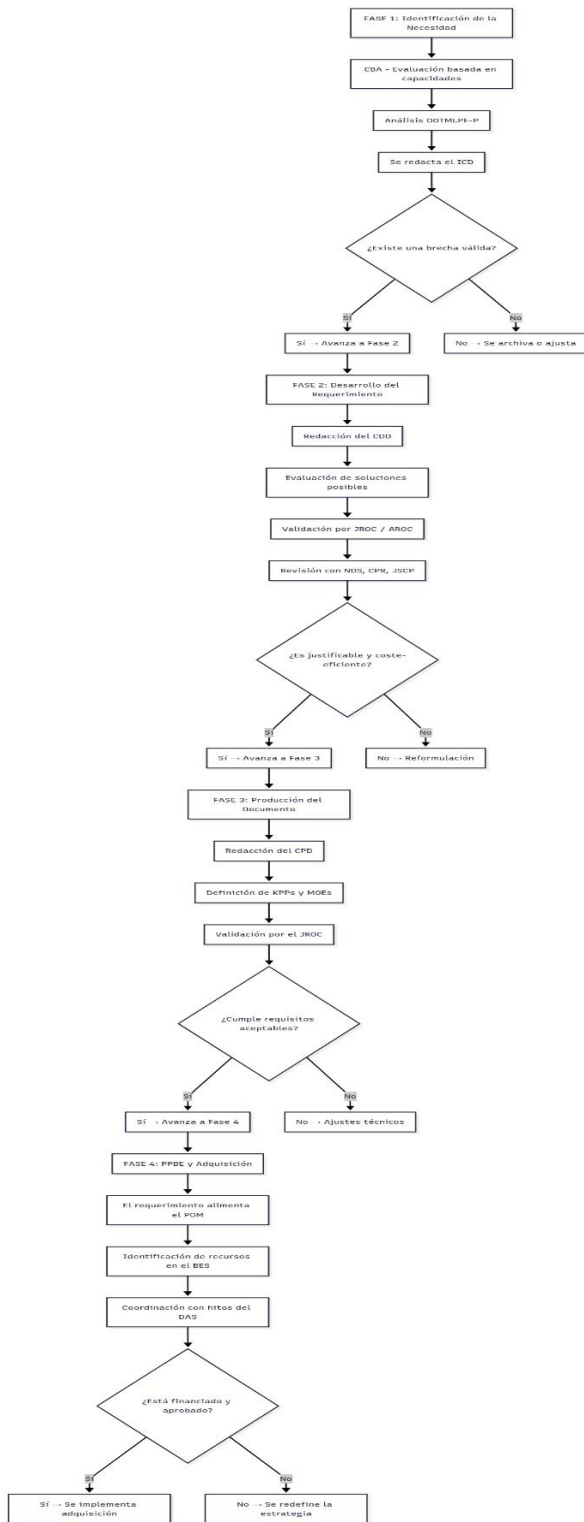 FASE 1: Identificación de la
Necesidad
CBA - Evaluación basada en
capacidades
Análisis DOTMLPF-P
Se redacta el ICD
¿Existe una brecha válida?
Sí
No
Sí → Avanza a Fase 2
No → Se archiva o ajusta
FASE 2: Desarrollo del
Requerimiento
Redacción del CDD
Evaluación de soluciones
posibles
Validación por JROC / AROC
Revisión con NDS, CPR, JSCP
¿Es justificable y coste-
eficiente?
Sí
No
Sí → Avanza a Fase 3
No → Reformulación
FASE 3: Producción del
Documento
Redacción del CPD
Definición de KPPs y MOEs
Validación por el JROC
¿Cumple requisitos
aceptables?
Sí
No
Sí → Avanza a Fase 4
No → Ajustes técnicos
FASE 4: PPBE y Adquisición
El requerimiento alimenta
el POM
Identificación de recursos
en el BES
Coordinación con hitos del
DAS
¿Está financiado y
aprobado?
Sí
No
Sí → Se implementa
adquisición
No → Se redefine la
estrategia